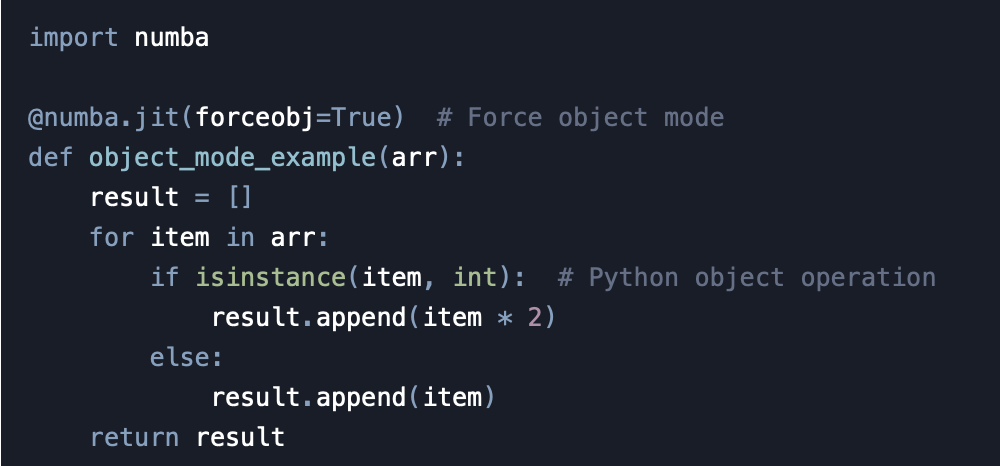 import numba

@numba.jit(forceobj=True)  # Force object mode
def object_mode_example(arr):
    result = []
    for item in arr:
        if isinstance(item, int):  # Python object operation
            result.append(item * 2)
        else:
            result.append(item)
    return result